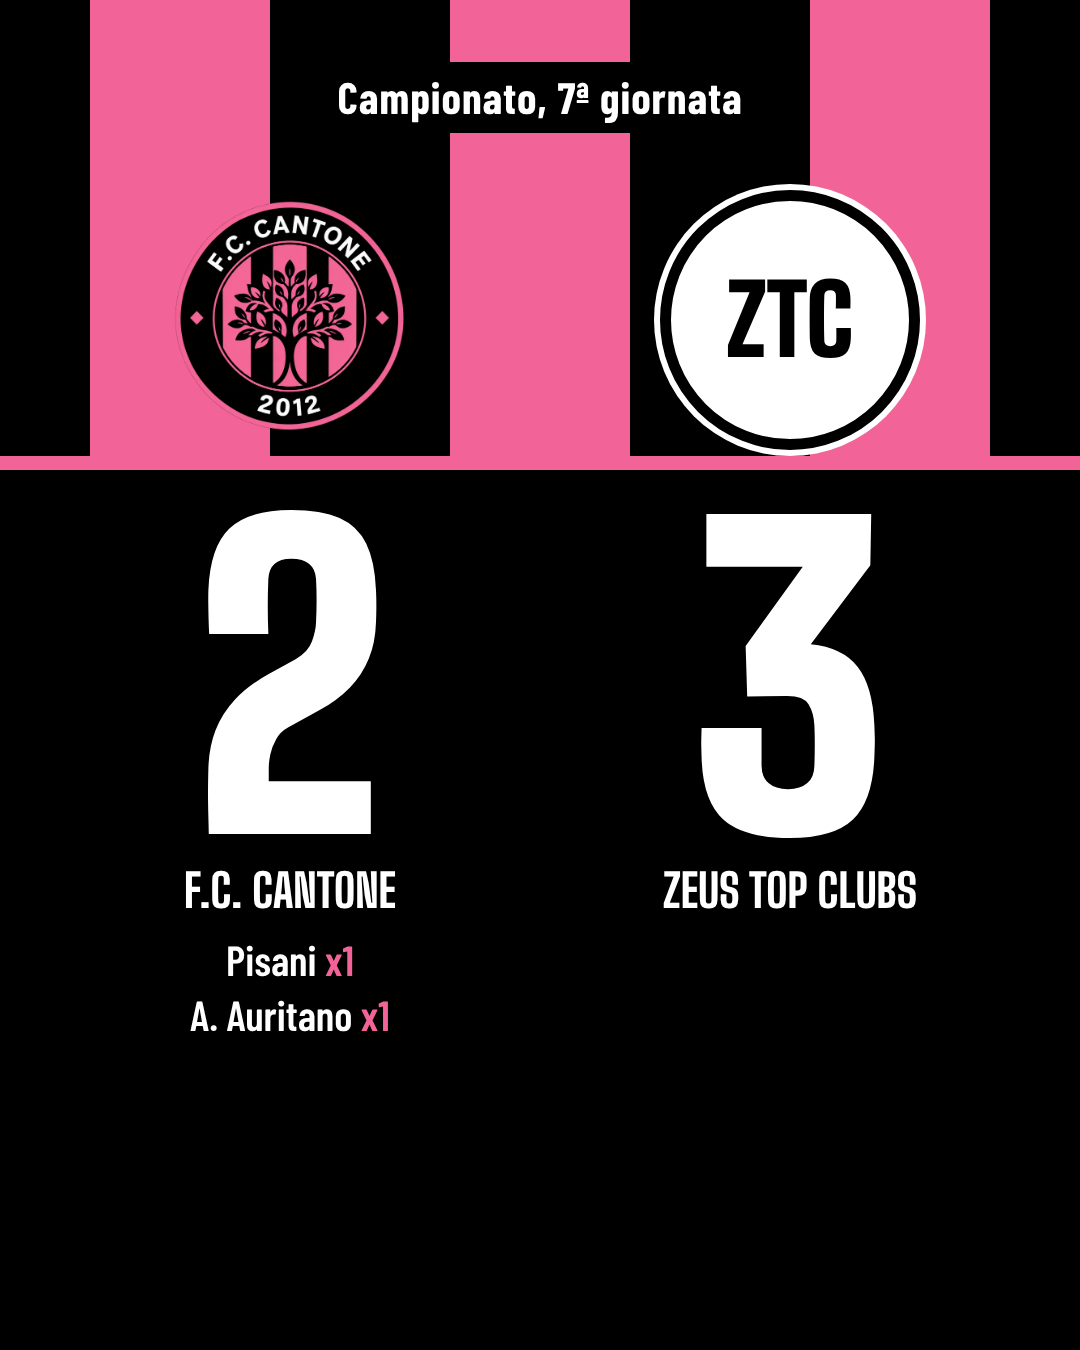 Campionato, 7ª giornata
F.C. CANTONE
2012
ZTC
2
3
F.C. CANTONE
ZEUS TOP CLUBS
Pisani x1
A. Auritano x1